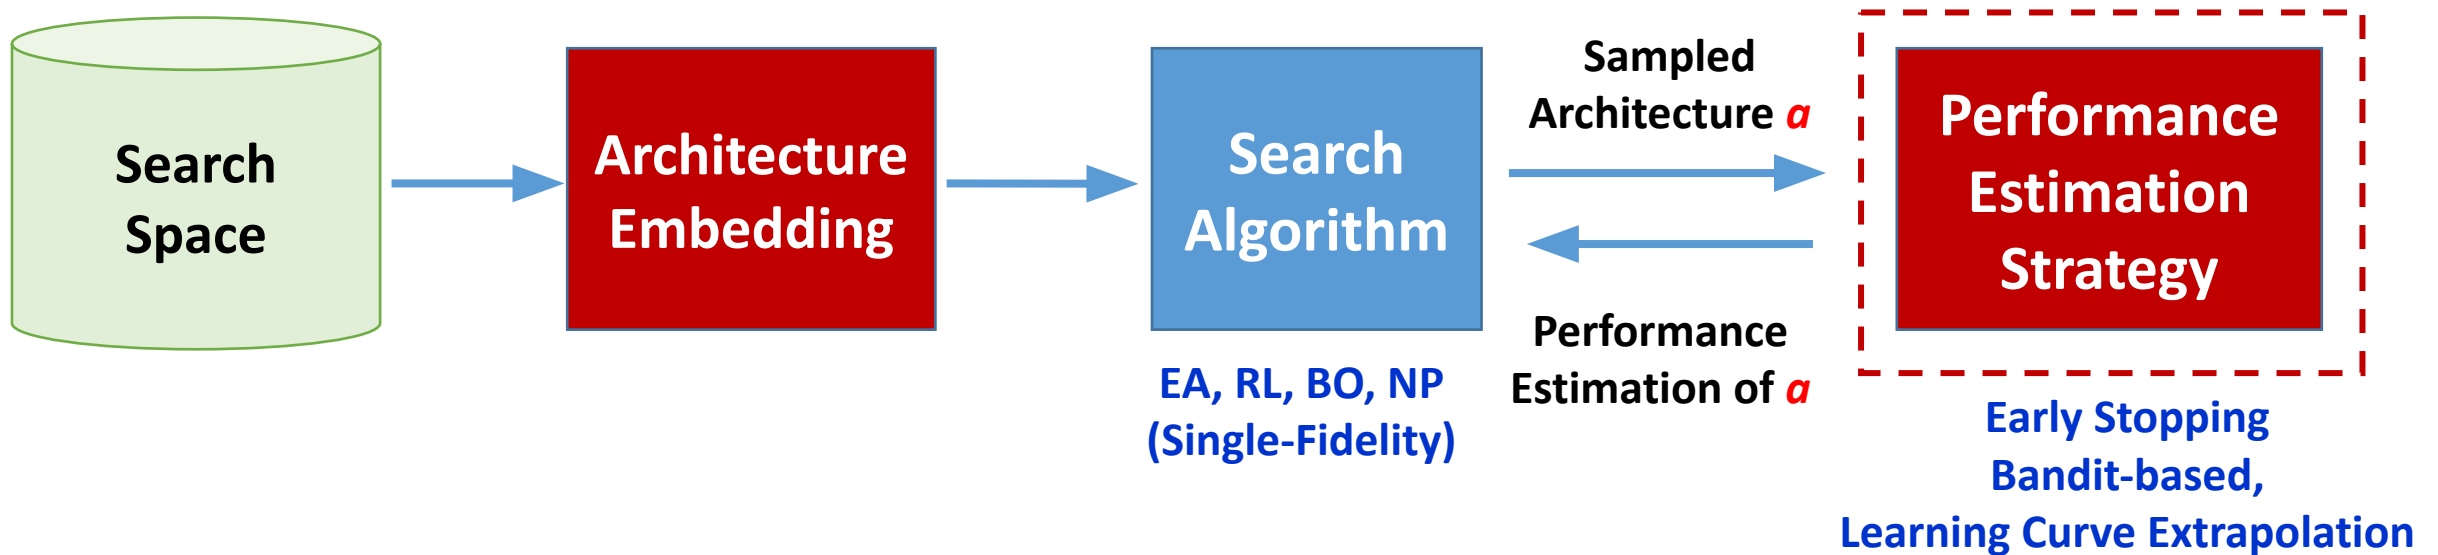 Search
Space
Architecture
Embedding
Search
Algorithm
EA, RL, BO, NP
(Single-Fidelity)
Sampled
Architecture a
Performance
Estimation of a
Performance
Estimation
Strategy
Early Stopping
Bandit-based,
Learning Curve Extrapolation